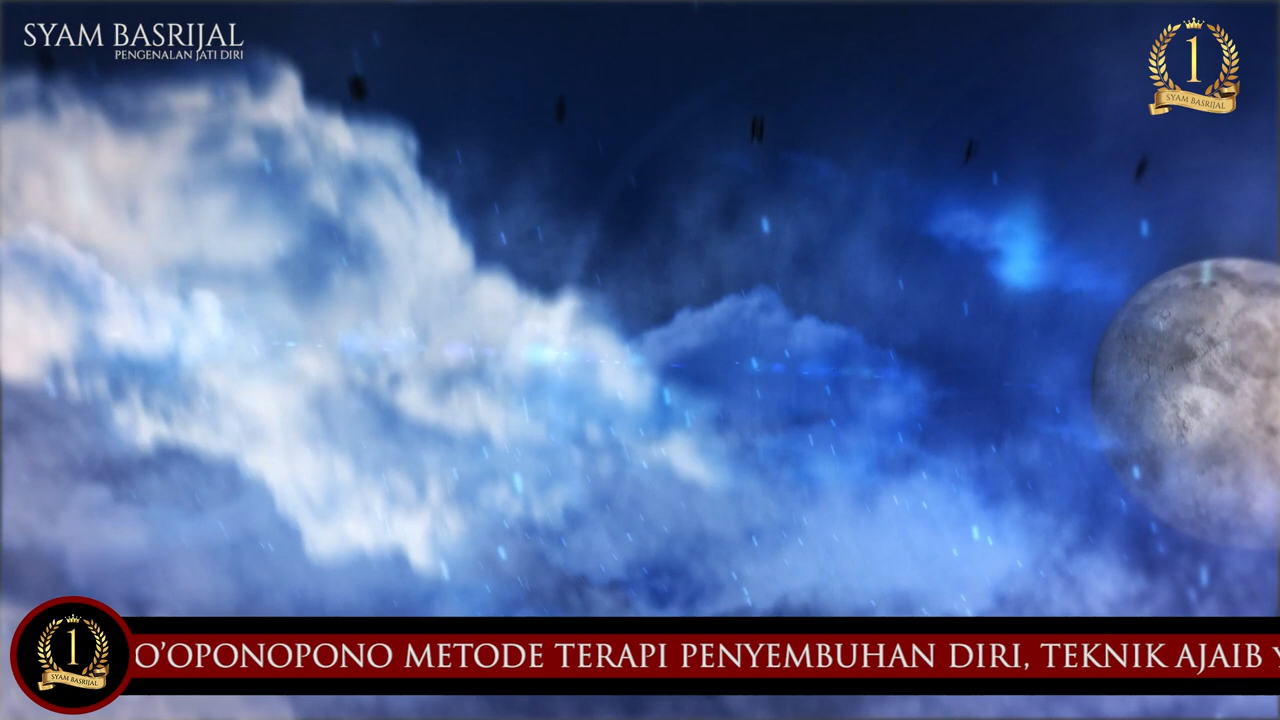 SYAM BASRIJAL
PENGENALAN JATI DIRI
1
SYAM BASRIJAL
1
SYAM BASRIJAL
O’OPONOPONO METODE TERAPI PENYEMBUHAN DIRI, TEKNIK AJAIB